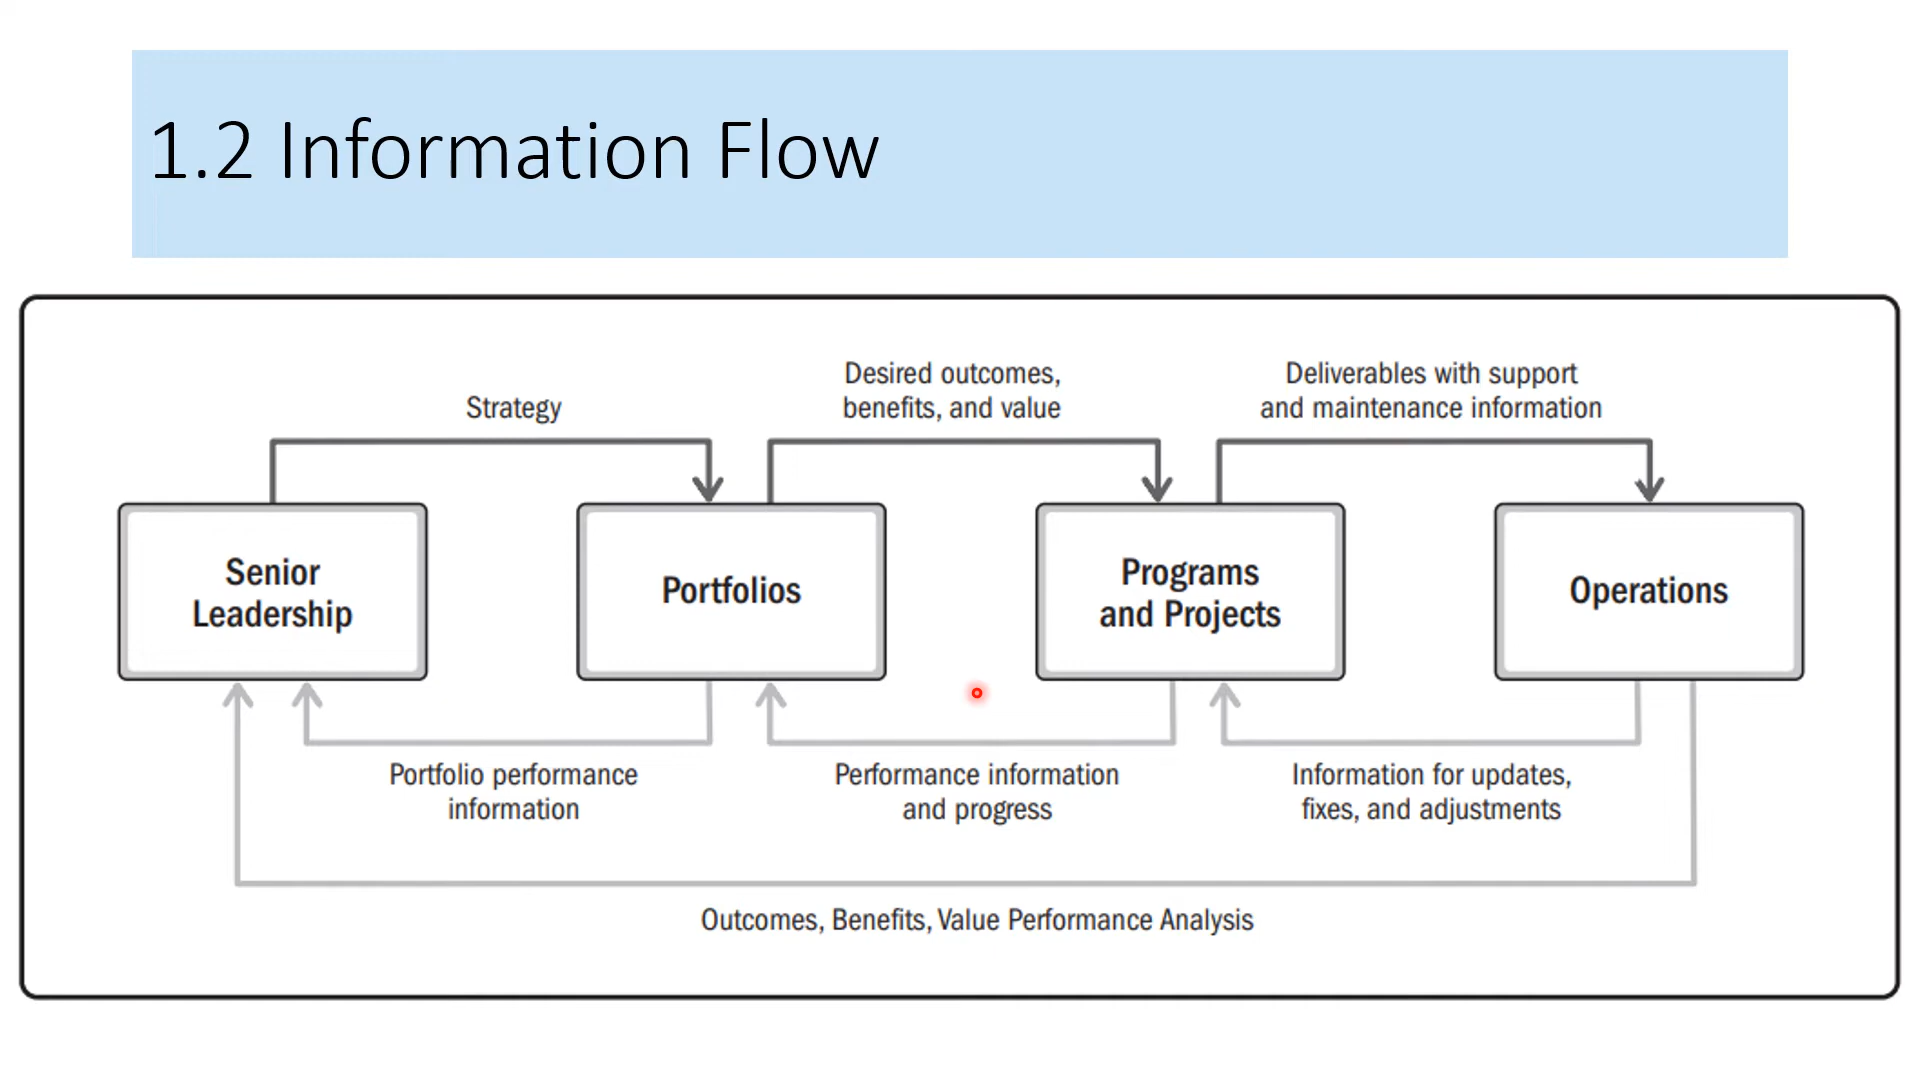 1.2 Information Flow
Strategy
Desired outcomes,
benefits, and value
Deliverables with support
and maintenance information
Senior
Leadership
Portfolios
Programs
and Projects
Operations
Portfolio performance
information
Performance information
and progress
Information for updates,
fixes, and adjustments
Outcomes, Benefits, Value Performance Analysis